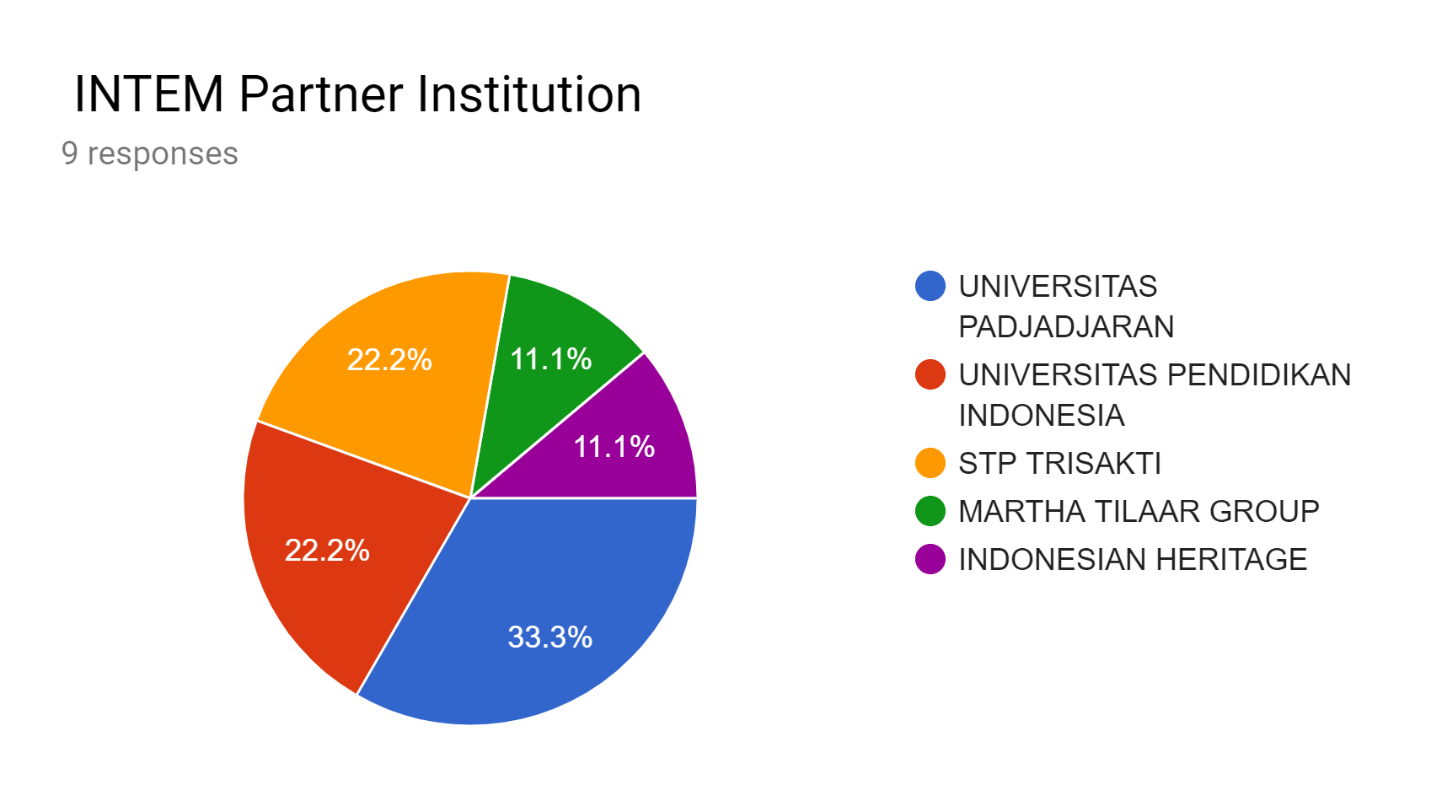 INTEM Partner Institution
9 responses
22.2%
11.1%
11.1%
22.2%
33.3%
UNIVERSITAS
PADJADJARAN
UNIVERSITAS PENDIDIKAN
INDONESIA
STP TRISAKTI
MARTHA TILAAR GROUP
INDONESIAN HERITAGE